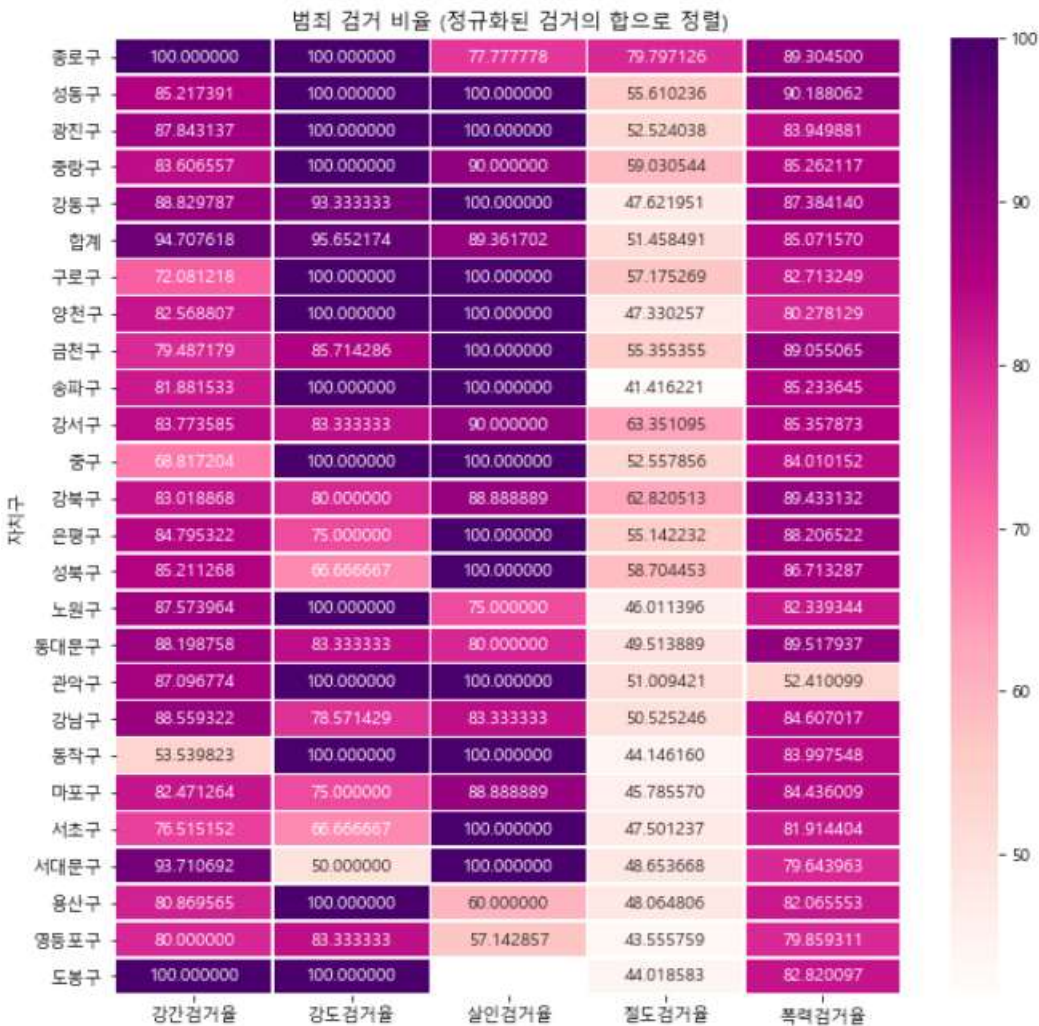 범죄 검거 비율 (정규화된 검거의 합으로 정렬)
종로구 100.000000 100.000000 77.777778 79.797126 89.304500
성동구 85.217391 100.000000 100.000000 55.610236 90.188062
광진구 87.843137 100.000000 100.000000 52.524038 83.949881
중랑구 83.606557 100.000000 90.000000 59.030544 85.262117
강동구 88.829787 93.333333 100.000000 47.621951 87.384140
합계 94.707618 95.652174 89.361702 51.458491 85.071570
구로구 72.081218 100.000000 100.000000 57.175269 82.713249
양천구 82.568807 100.000000 100.000000 47.330257 80.278129
금천구 79.487179 85.714286 100.000000 55.355355 89.055065
송파구 81.881533 100.000000 100.000000 41.416221 85.233645
강서구 83.773585 83.333333 90.000000 63.351095 85.357873
중구 68.817204 100.000000 100.000000 52.557856 84.010152
강북구 83.018868 80.000000 88.888889 62.820513 89.433132
은평구 84.795322 75.000000 100.000000 55.142232 88.206522
성북구 85.211268 66.666667 100.000000 58.704453 86.713287
노원구 87.573964 100.000000 75.000000 46.011396 82.339344
동대문구 88.198758 83.333333 80.000000 49.513889 89.517937
관악구 87.096774 100.000000 100.000000 51.009421 52.410099
강남구 88.559322 78.571429 83.333333 50.525246 84.607017
동작구 53.539823 100.000000 100.000000 44.146160 83.997548
마포구 82.471264 75.000000 88.888889 45.785570 84.436009
서초구 76.515152 66.666667 100.000000 47.501237 81.914404
서대문구 93.710692 50.000000 100.000000 48.653668 79.643963
용산구 80.869565 100.000000 60.000000 48.064806 82.065553
영등포구 80.000000 83.333333 57.142857 43.555759 79.859311
도봉구 100.000000 100.000000 44.018583 82.820097
강간검거율 강도검거율 살인검거율 절도검거율 폭력검거율
자치구
100
90
80
70
60
50